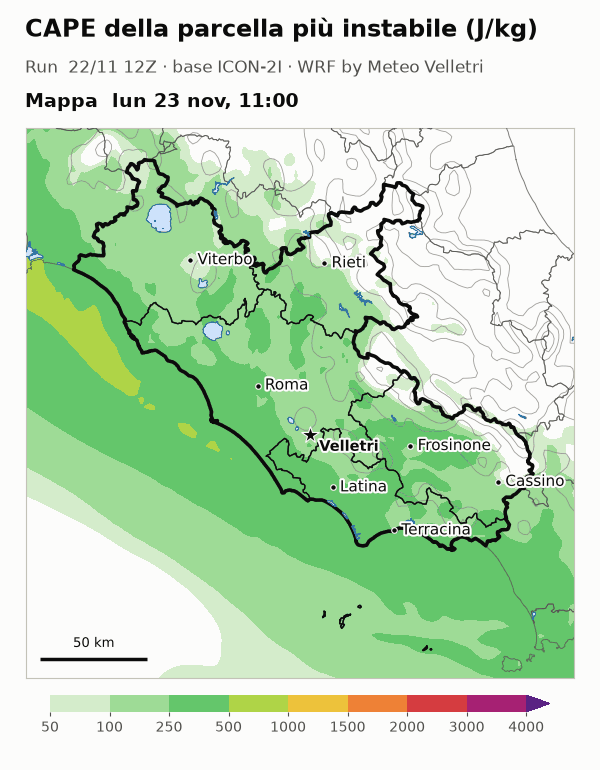 CAPE della parcella più instabile (J/kg)
Run  22/11 12Z · base ICON-2I · WRF by Meteo Velletri
Mappa  lun 23 nov, 11:00
Viterbo
Rieti
Roma
Velletri
Frosinone
Cassino
Latina
Terracina
50 km
50 100 250 500 1000 1500 2000 3000 4000